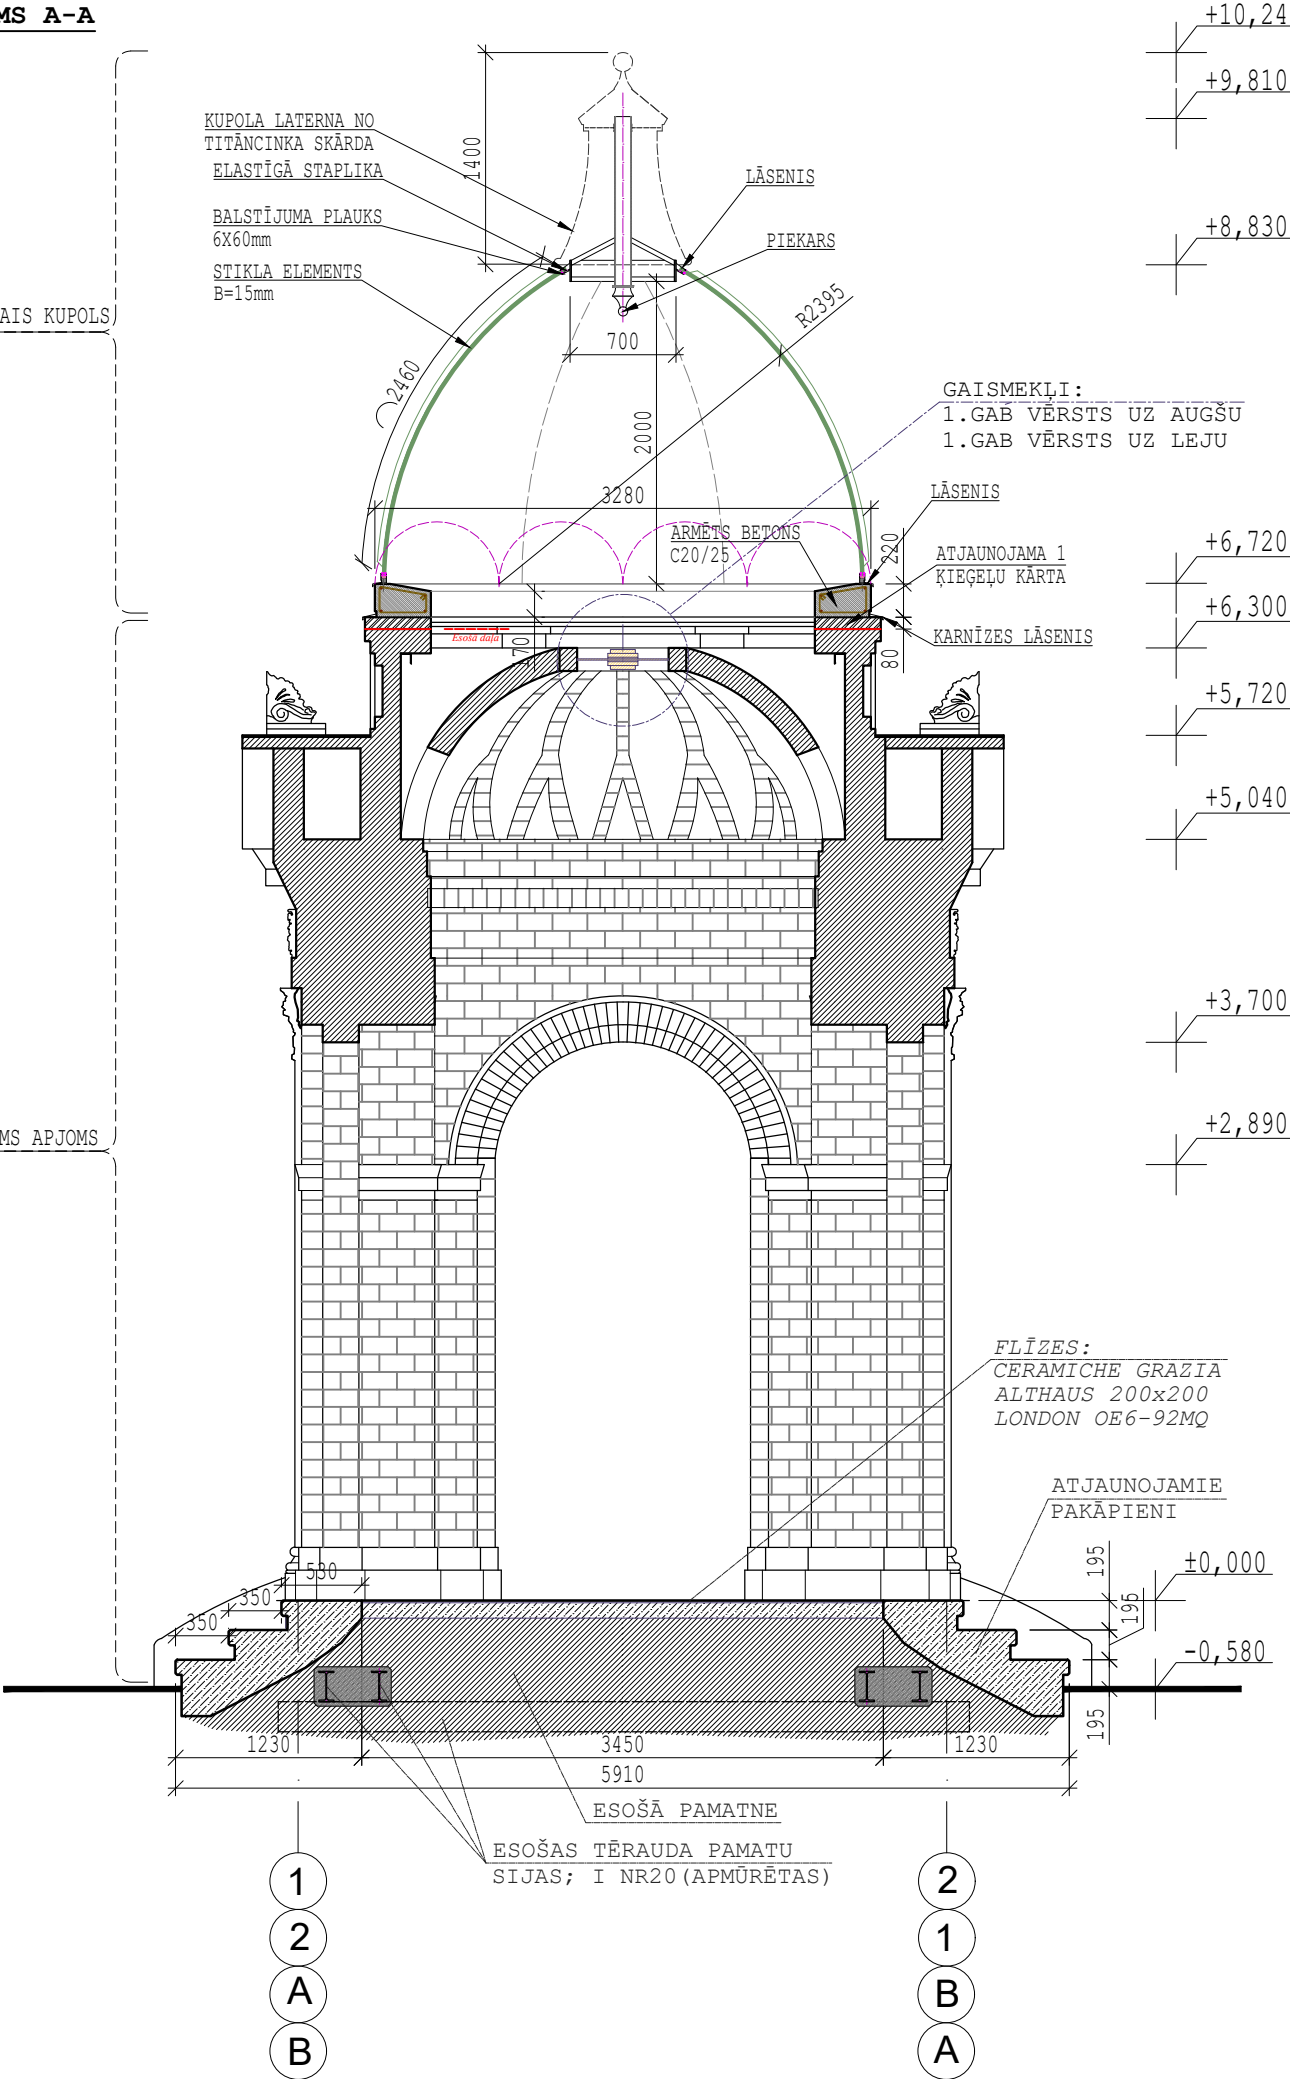 MS A-A
+10,24
+9,810
KUPOLA LATERNA NO
TITĀNCINKA SKĀRDA
ELASTĪGĀ STAPLIKA
BALSTĪJUMA PLAUKS
6X60mm
STIKLA ELEMENTS
B=15mm
1400
LĀSENIS
PIEKARS
+8,830
AIS KUPOLS
700
R2395
2460
2000
GAISMEKĻI:
1.GAB VĒRSTS UZ AUGŠU
1.GAB VĒRSTS UZ LEJU
3280
LĀSENIS
ARMĒTS BETONS
C20/25
220
ATJAUNOJAMA 1
ĶIEĢEĻU KĀRTA
+6,720
+6,300
Esošā daļa
170
80
KARNĪZES LĀSENIS
+5,720
+5,040
+3,700
+2,890
MS APJOMS
FLĪZES:
CERAMICHE GRAZIA
ALTHAUS 200x200
LONDON OE6-92MQ
ATJAUNOJAMIE
PAKĀPIENI
530
350
350
195
195
195
±0,000
-0,580
1230
3450
1230
5910
ESOŠĀ PAMATNE
ESOŠAS TĒRAUDA PAMATU
SIJAS; I NR20(APMŪRĒTAS)
1
2
A
B
2
1
B
A